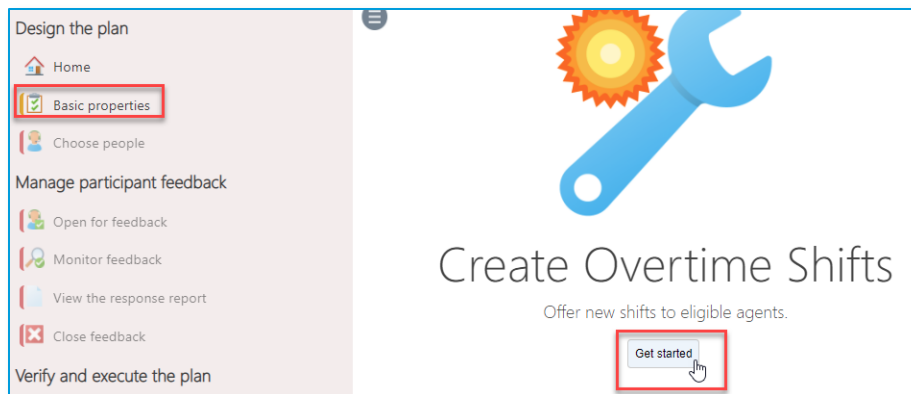 Design the plan
Home
Basic properties
Choose people
Manage participant feedback
Open for feedback
Monitor feedback
View the response report
Close feedback
Verify and execute the plan
Create Overtime Shifts
Offer new shifts to eligible agents.
Get started